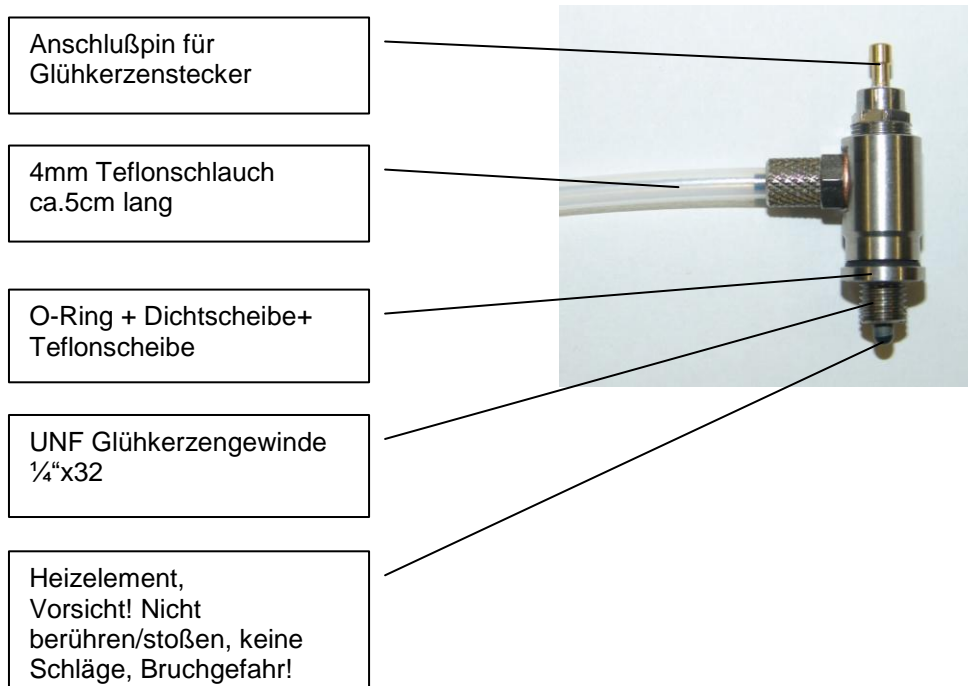 Anschlußpin für
Glühkerzenstecker
4mm Teflonschlauch
ca.5cm lang
O-Ring + Dichtscheibe+
Teflonscheibe
UNF Glühkerzengewinde
¼“x32
Heizelement,
Vorsicht! Nicht
berühren/stoßen, keine
Schläge, Bruchgefahr!